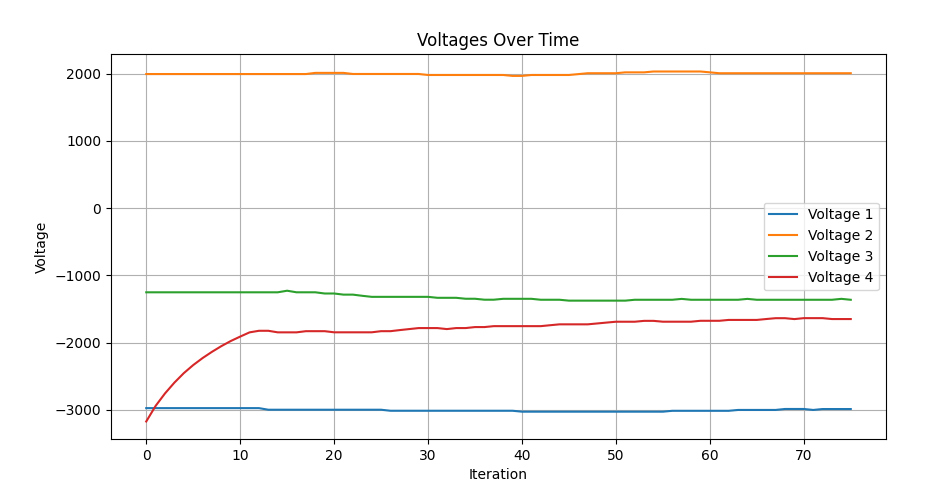 Voltages Over Time
2000
1000
0
−1000
−2000
−3000
Voltage
Voltage 1
Voltage 2
Voltage 3
Voltage 4
0 10 20 30 40 50 60 70
Iteration